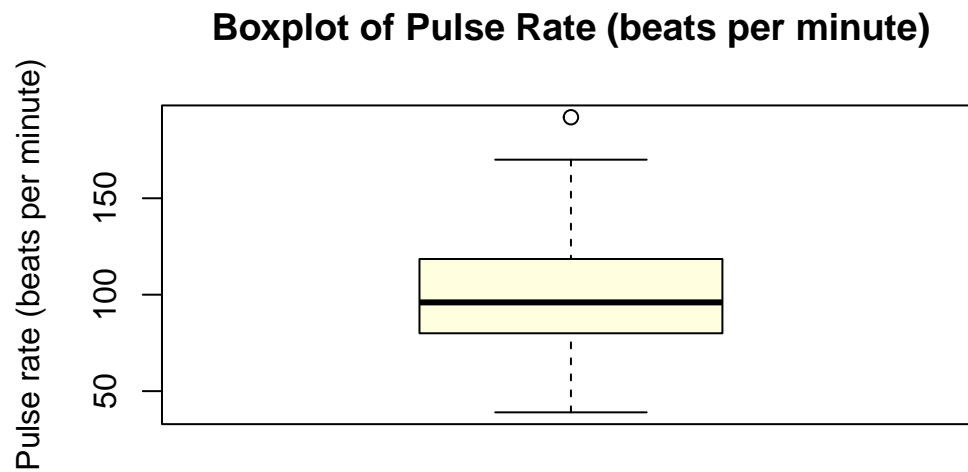 Boxplot of Pulse Rate (beats per minute)
Pulse rate (beats per minute)
150
100
50